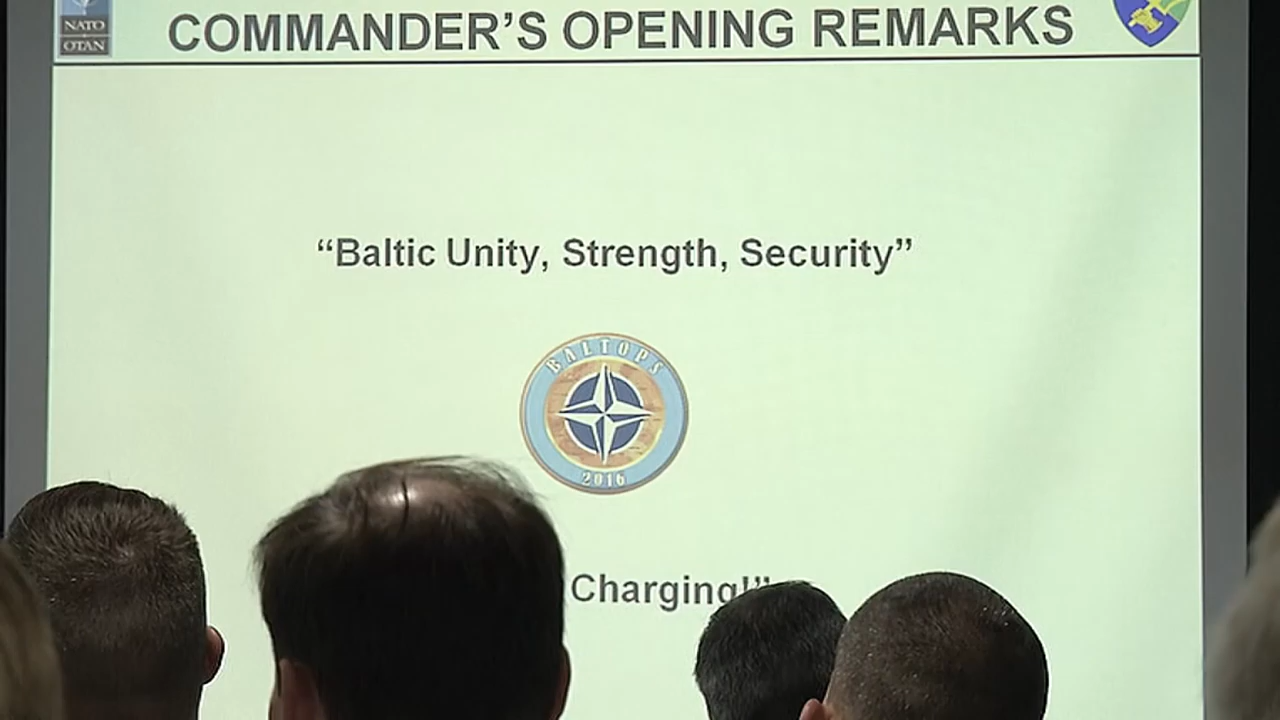 NATO
OTAN
COMMANDER’S OPENING REMARKS
“Baltic Unity, Strength, Security”
BALTOPS
2016
Charging!”